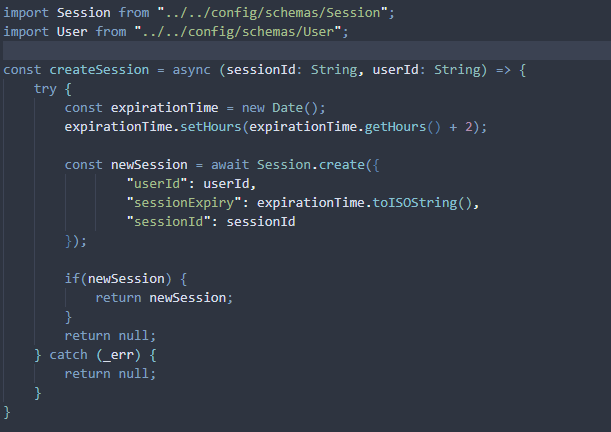 import Session from "../../config/schemas/Session";
import User from "../../config/schemas/User";
const createSession = async (sessionId: String, userId: String) => {
try {
const expirationTime = new Date();
expirationTime.setHours(expirationTime.getHours() + 2);
const newSession = await Session.create({
"userId": userId,
"sessionExpiry": expirationTime.toISOString(),
"sessionId": sessionId
});
if(newSession) {
return newSession;
}
return null;
} catch (_err) {
return null;
}
}